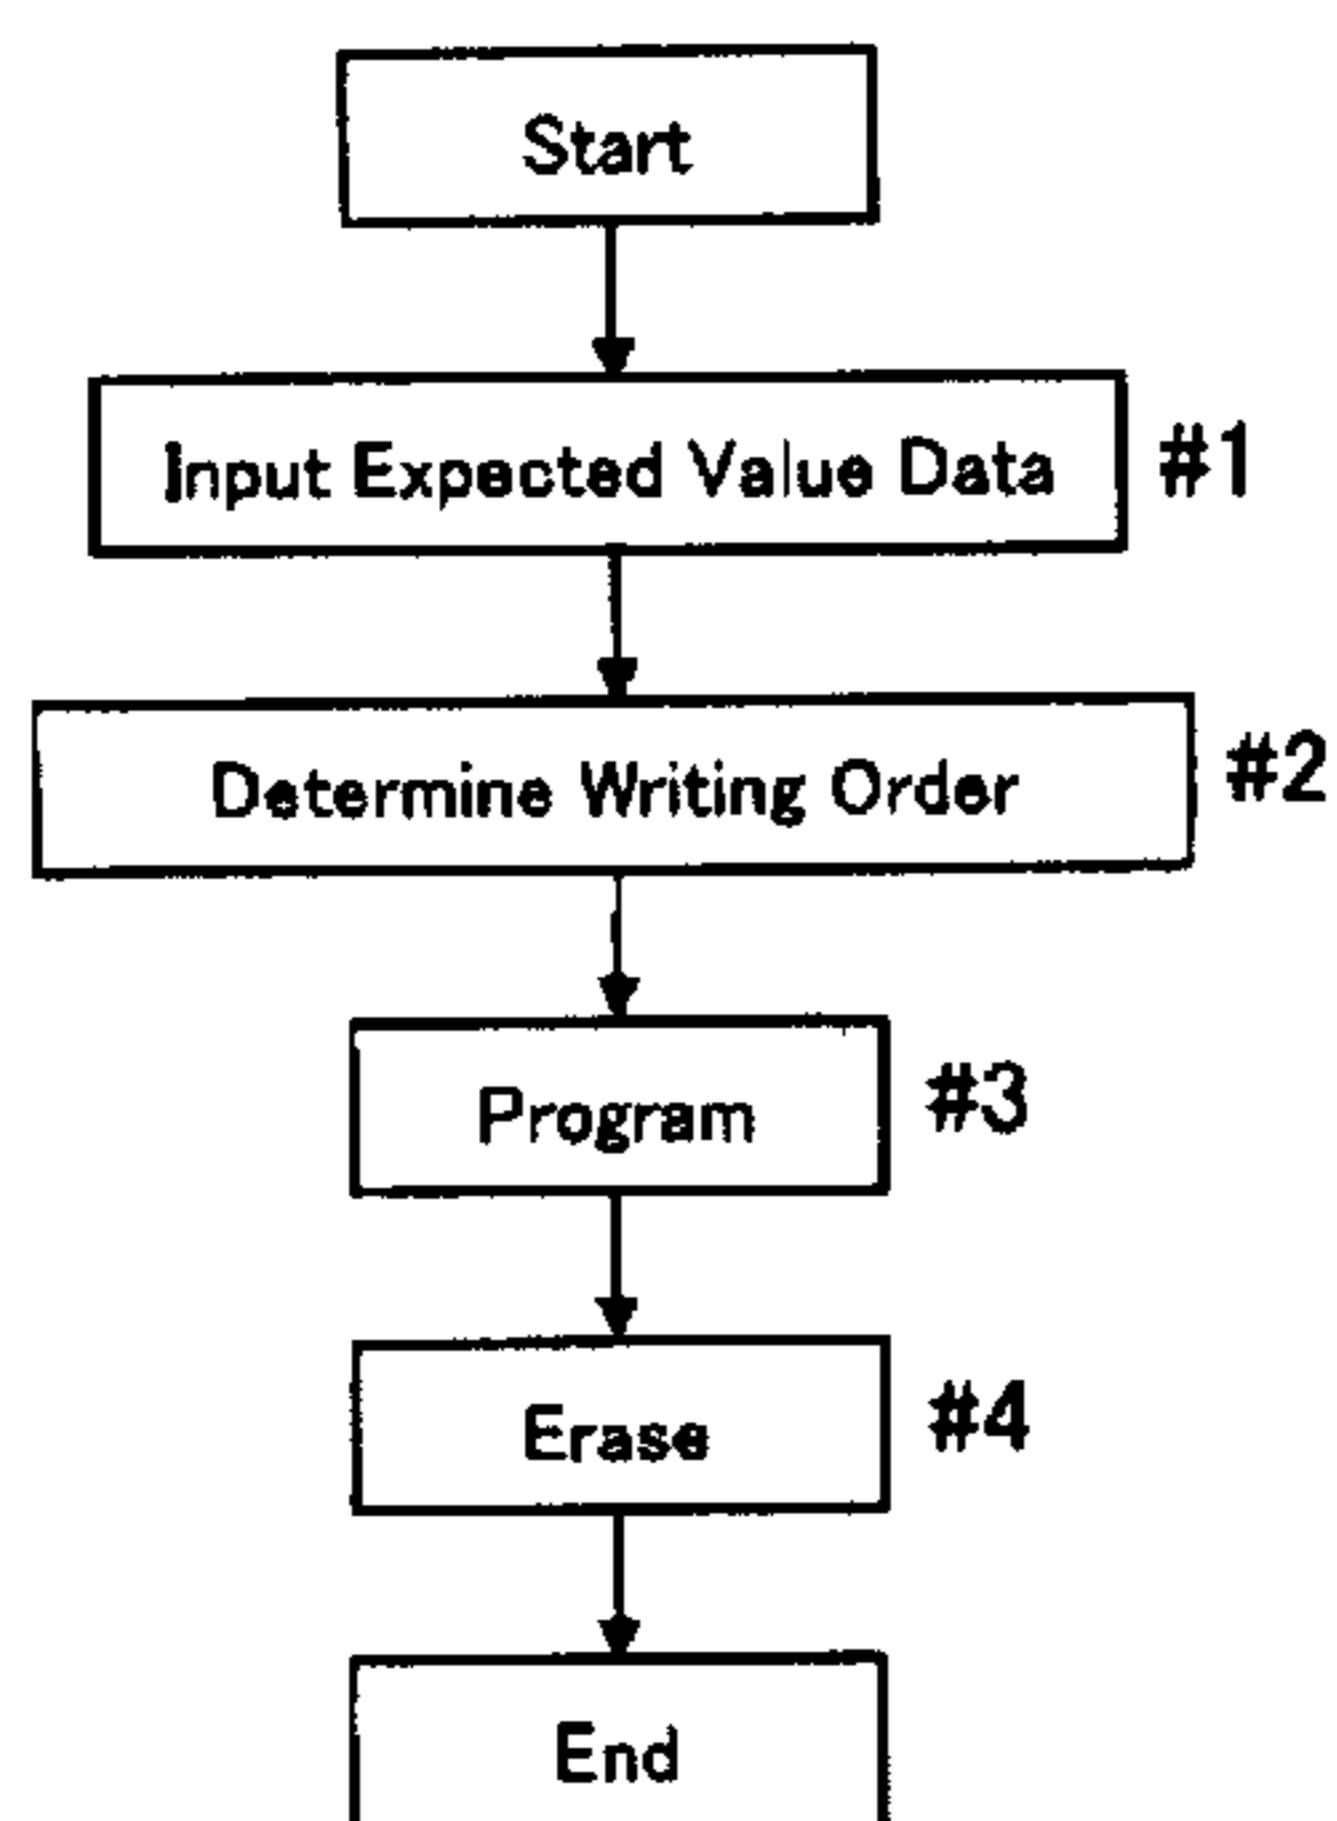 Start
Input Expected Value Data #1
Determine Writing Order #2
Program #3
Erase #4
End